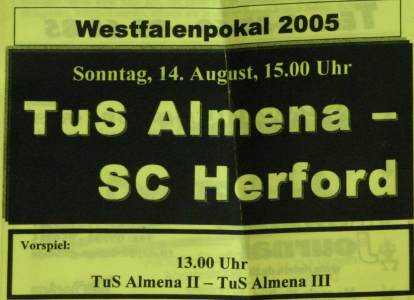 Westfalenpokal 2005
Sonntag, 14. August, 15.00 Uhr
TuS Almena –
SC Herford
Vorspiel:
13.00 Uhr
TuS Almena II – TuS Almena III